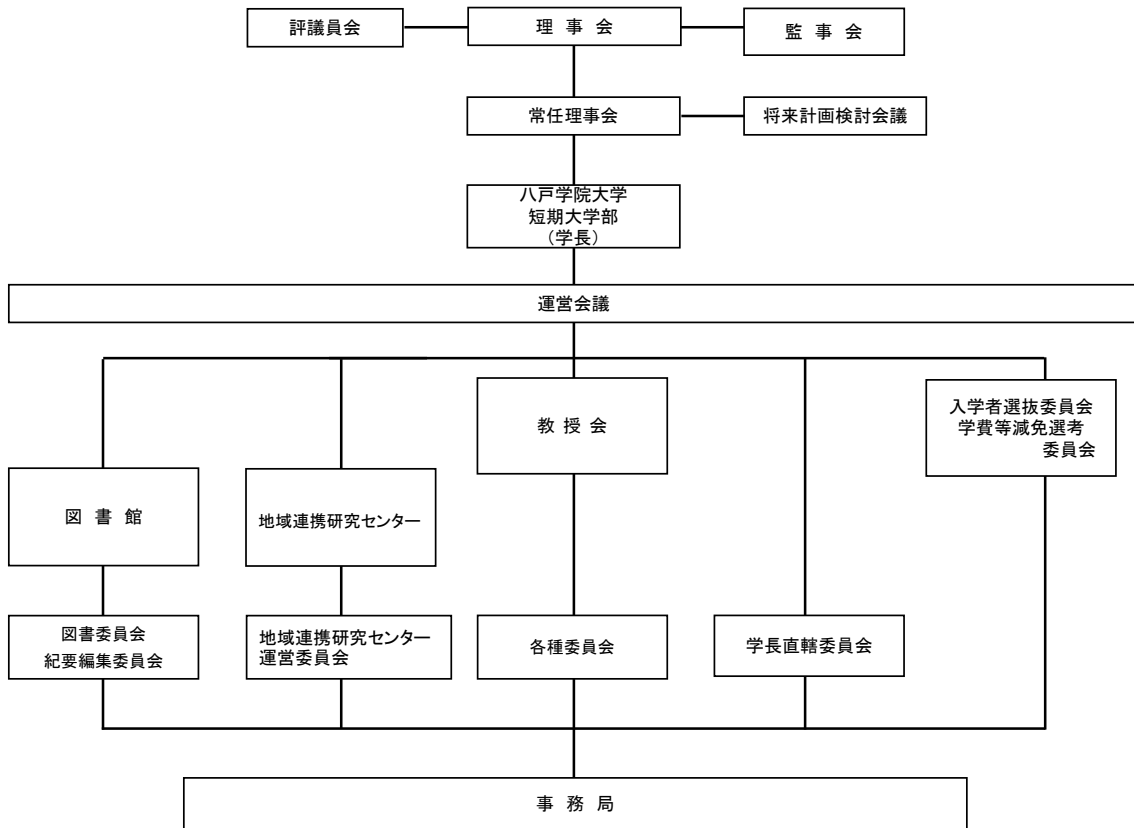 評議員会
理 事 会
監 事 会
常任理事会
将来計画検討会議
八戸学院大学
短期大学部
（学長）
運営会議
教 授 会
入学者選抜委員会
学費等減免選考
委員会
図 書 館
地域連携研究センター
図書委員会
紀要編集委員会
地域連携研究センター
運営委員会
各種委員会
学長直轄委員会
事 務 局